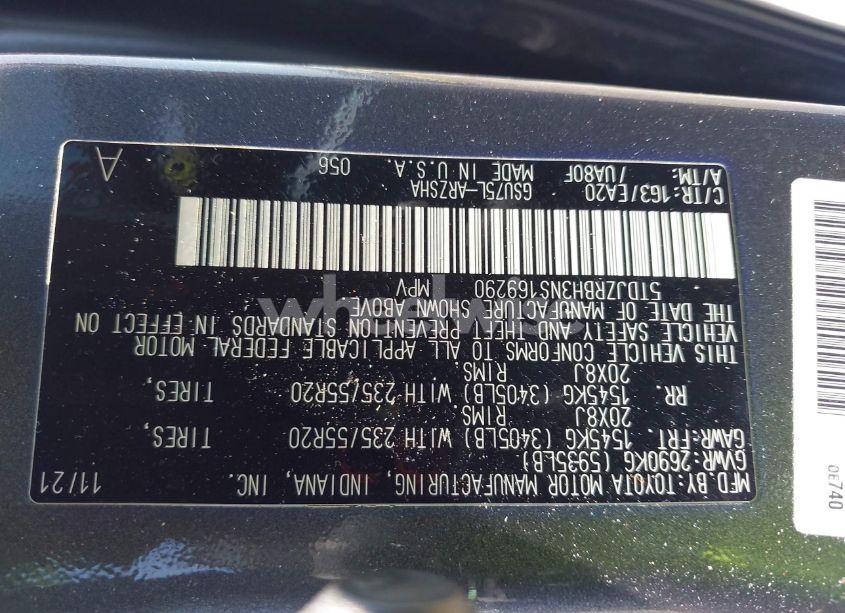 MFD.BY: TOYOTA MOTOR MANUFACTURING, INDIANA, INC. 11/21
GVWR: 2690KG (5935LB)
GAWR: FRT. 1545KG (3405LB) WITH 235/55R20 TIRES,
20X8J RIMS.
RR. 1545KG (3405LB) WITH 235/55R20 TIRES,
20X8J RIMS.
THIS VEHICLE CONFORMS TO ALL APPLICABLE FEDERAL MOTOR
VEHICLE SAFETY AND THEFT PREVENTION STANDARDS IN EFFECT ON
THE DATE OF MANUFACTURE SHOWN ABOVE.
5TDJZRBH3NS169290 MPV
C/TR: 1G3/EA20 GSU75L-ARZSHA
A/TM: /UA80F MADE IN U.S.A. 056
A
0E740
wheelwise